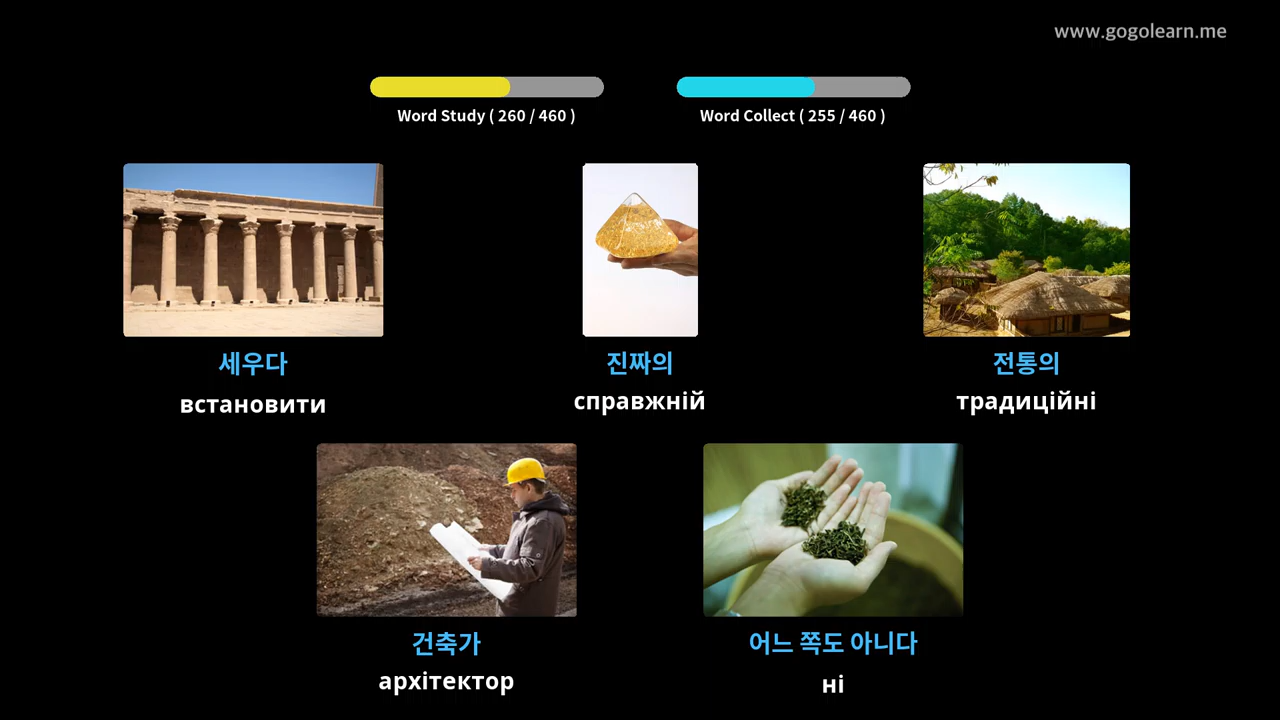 www.gogolearn.me
Word Study ( 260 / 460 )
Word Collect ( 255 / 460 )
세우다
встановити
진짜의
справжній
전통의
традиційні
건축가
архітектор
어느 쪽도 아니다
ні